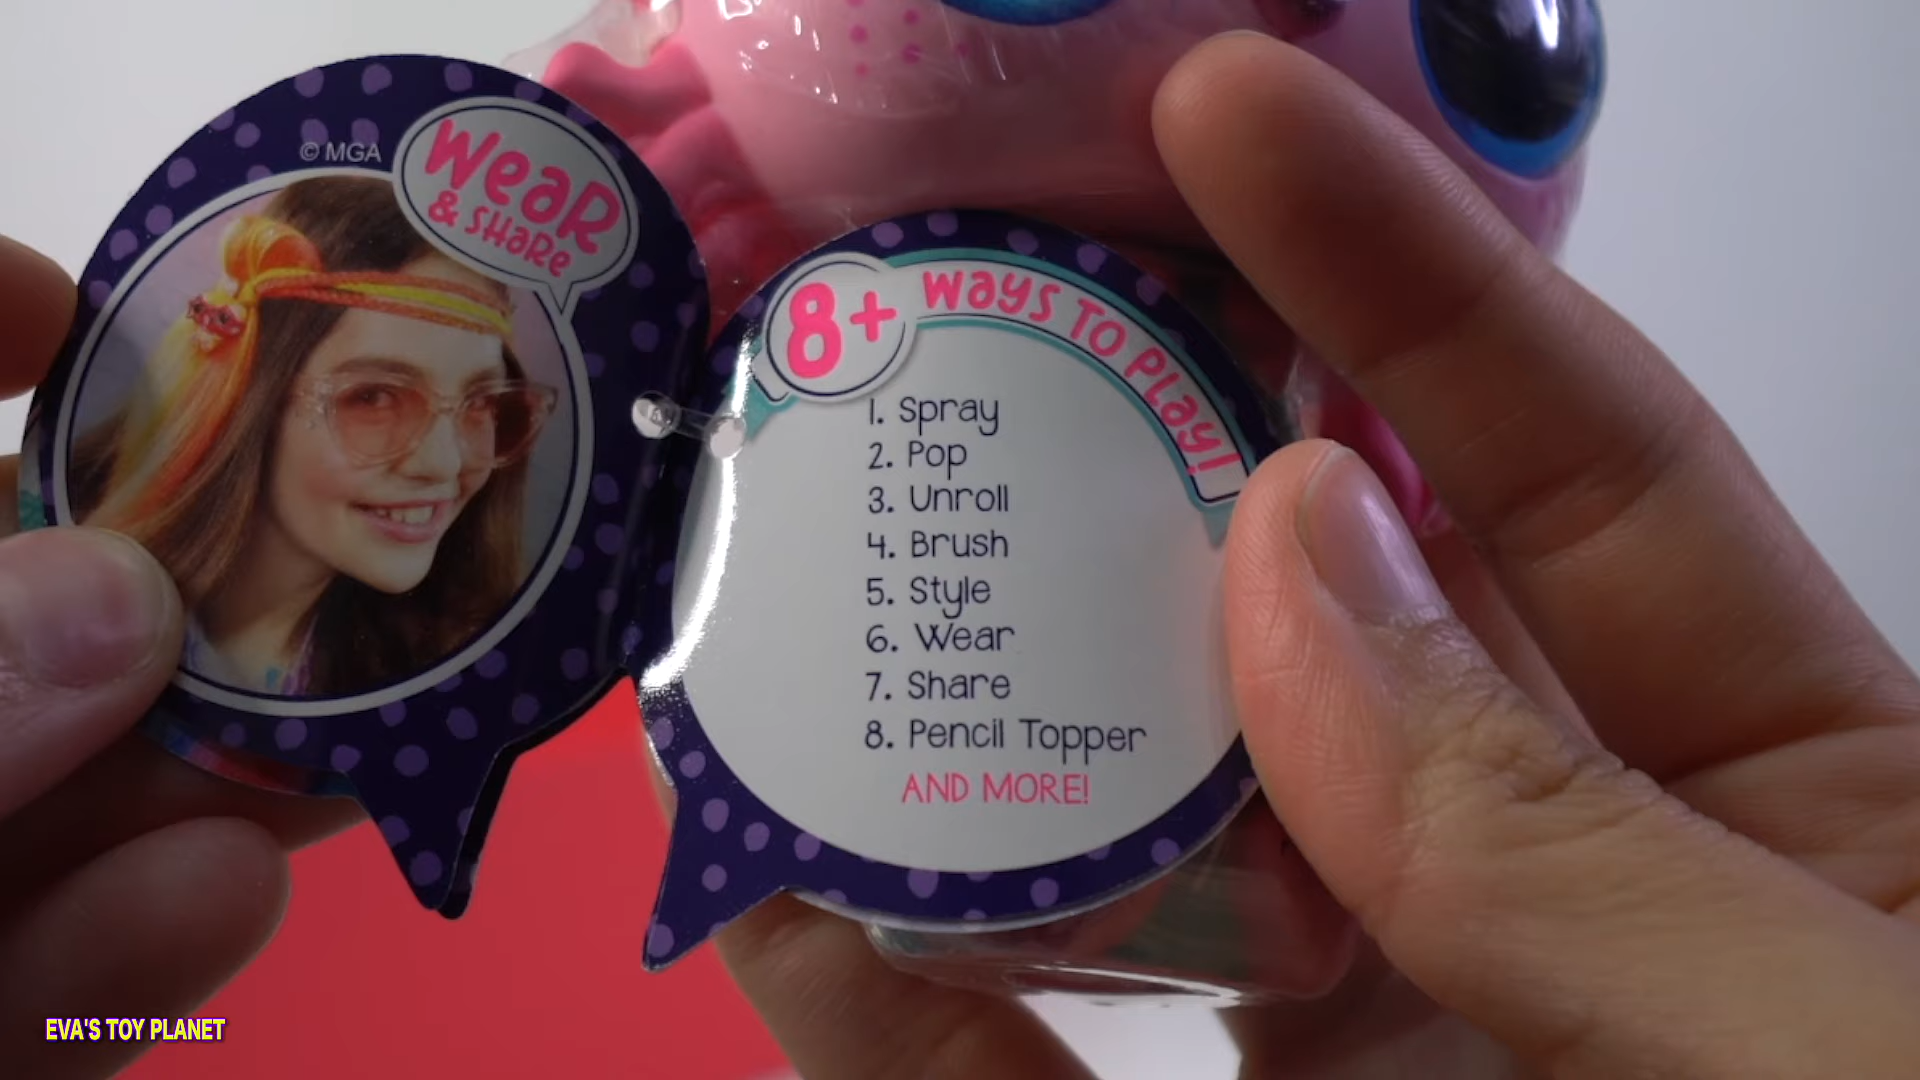 © MGA
WeaR
& SHaRe
8+ Ways To Play!
1. Spray
2. Pop
3. Unroll
4. Brush
5. Style
6. Wear
7. Share
8. Pencil Topper
AND MORE!
EVA'S TOY PLANET